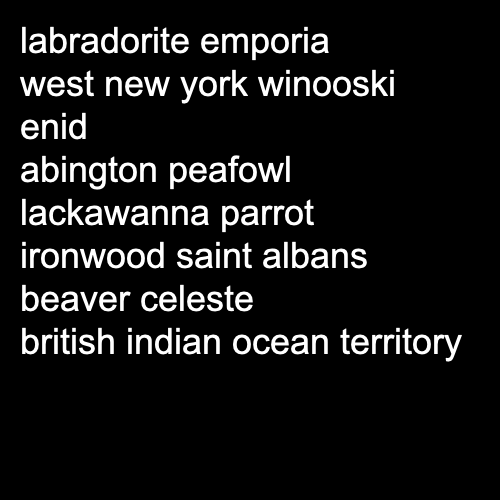 labradorite emporia
west new york winooski
enid
abington peafowl
lackawanna parrot
ironwood saint albans
beaver celeste
british indian ocean territory